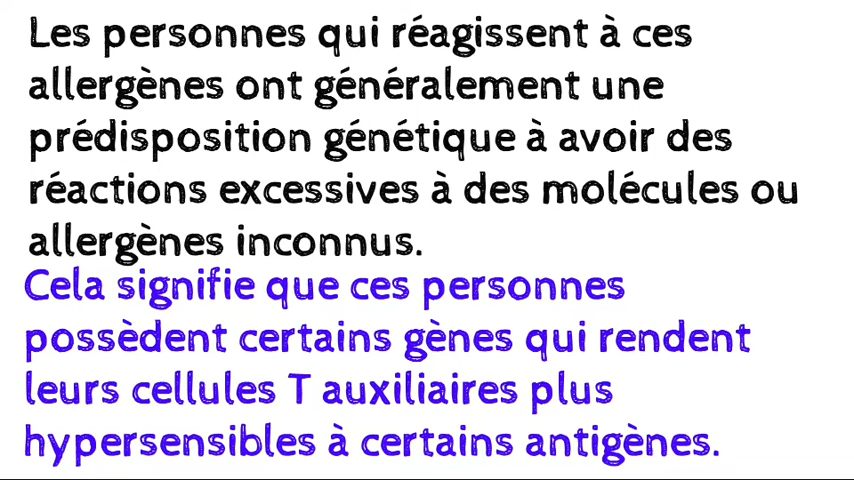 Les personnes qui réagissent à ces
allergènes ont généralement une
prédisposition génétique à avoir des
réactions excessives à des molécules ou
allergènes inconnus.
Cela signifie que ces personnes
possèdent certains gènes qui rendent
leurs cellules T auxiliaires plus
hypersensibles à certains antigènes.